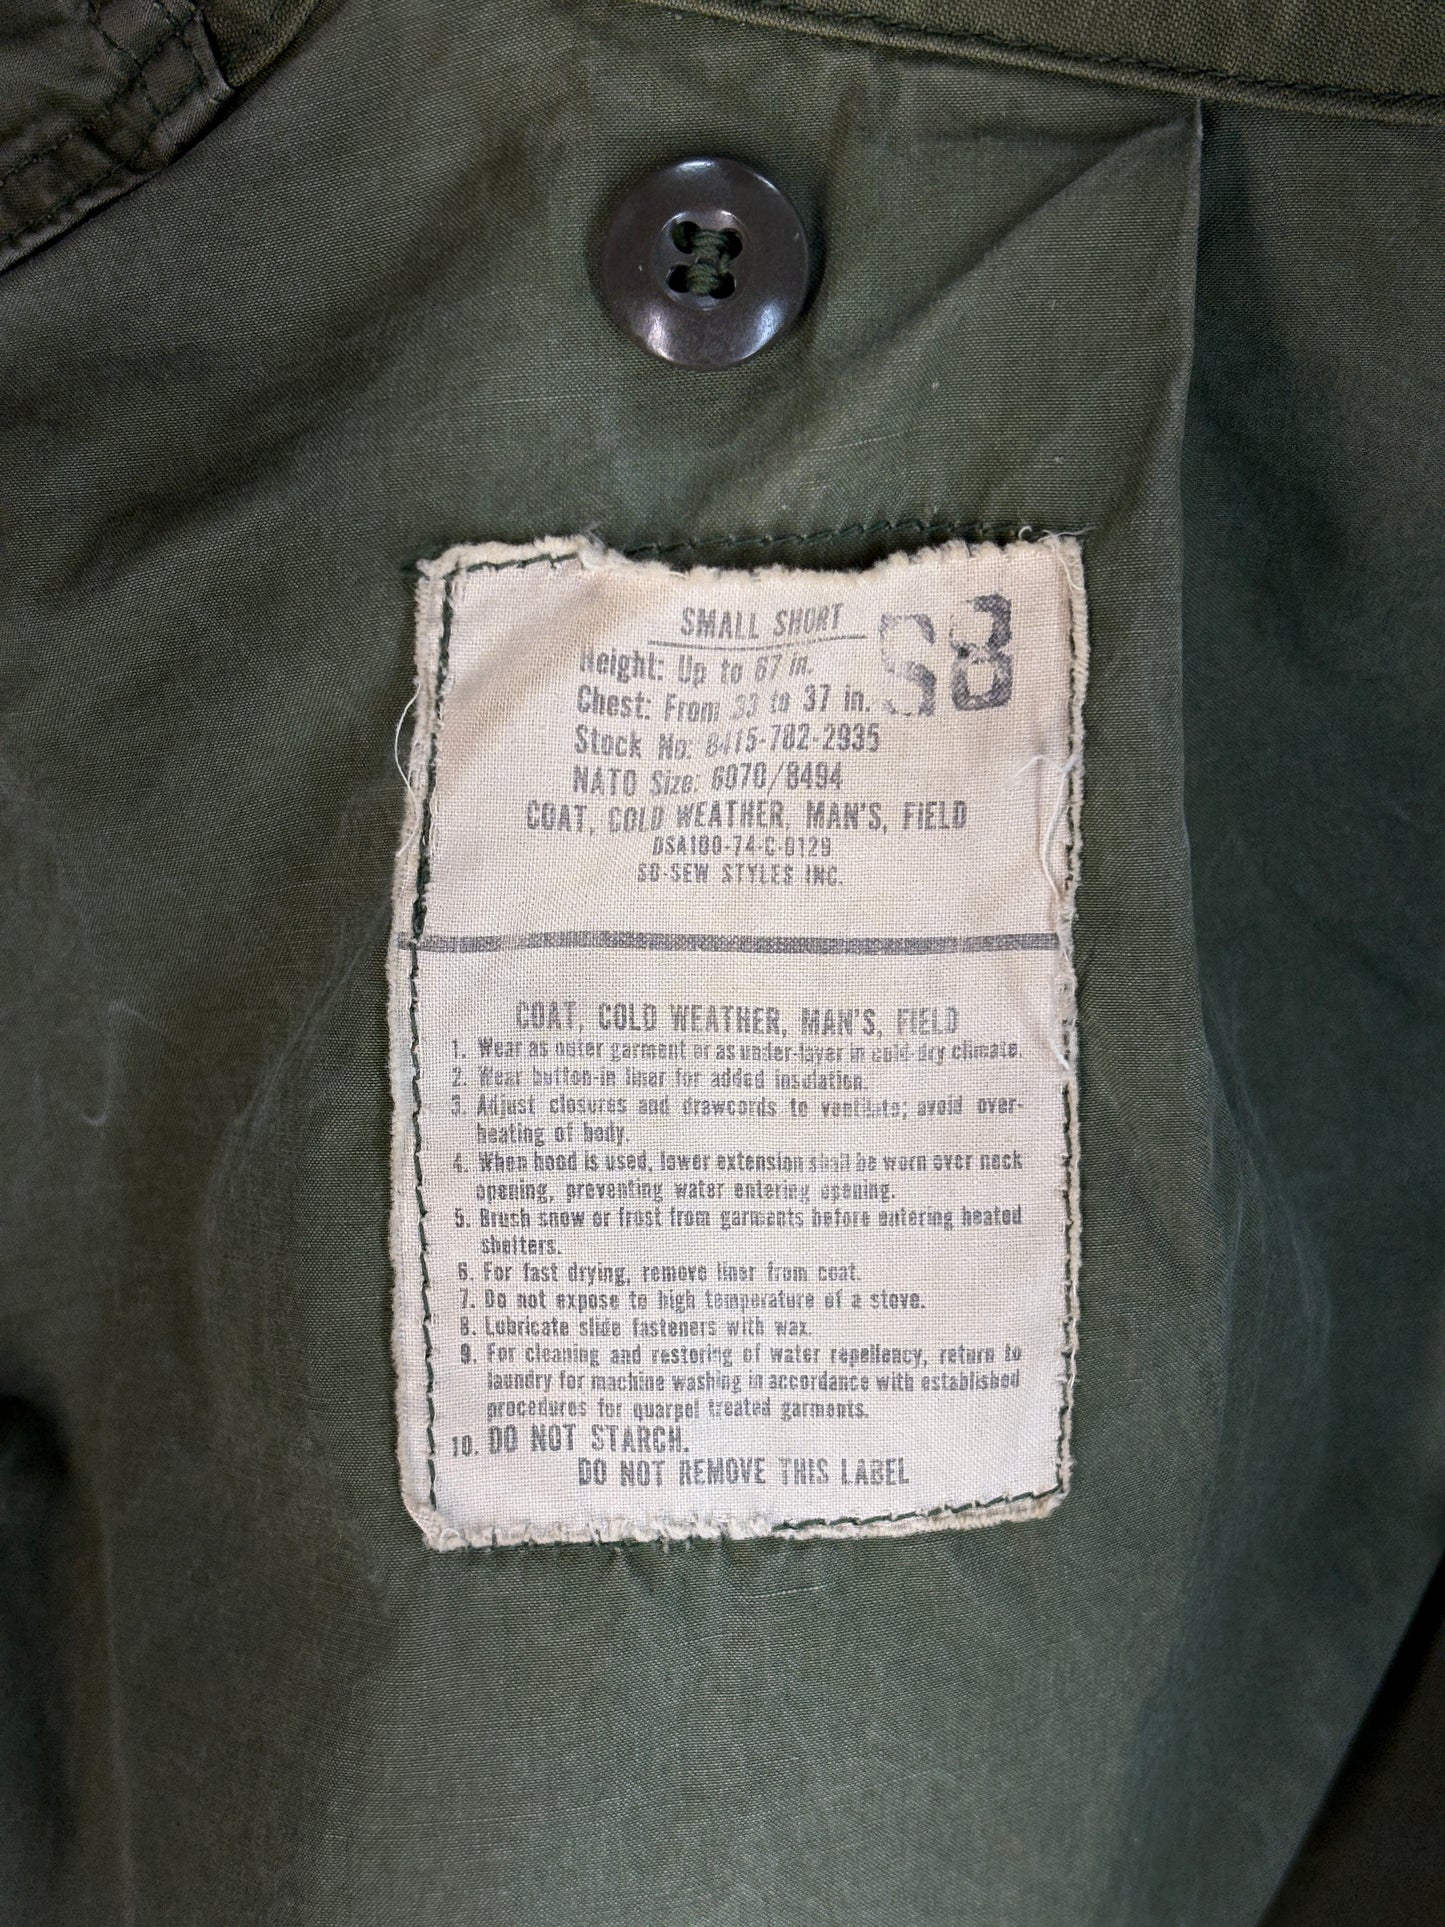 SMALL SHORT
S8
Height: Up to 67 in.
Chest: From 33 to 37 in.
Stock No: 8415-782-2935
NATO Size: 6070/8494
COAT, COLD WEATHER, MAN'S, FIELD
DSA100-74-C-0129
SO-SEW STYLES INC.
COAT, COLD WEATHER, MAN'S, FIELD
1. Wear as outer garment or as under-layer in cold-dry climate.
2. Wear button-in liner for added insulation.
3. Adjust closures and drawcords to ventilate; avoid over-
heating of body.
4. When hood is used, lower extension shall be worn over neck
opening, preventing water entering opening.
5. Brush snow or frost from garments before entering heated
shelters.
6. For fast drying, remove liner from coat.
7. Do not expose to high temperature of a stove.
8. Lubricate slide fasteners with wax.
9. For cleaning and restoring of water repellency, return to
laundry for machine washing in accordance with established
procedures for quarpel treated garments.
10. DO NOT STARCH.
DO NOT REMOVE THIS LABEL